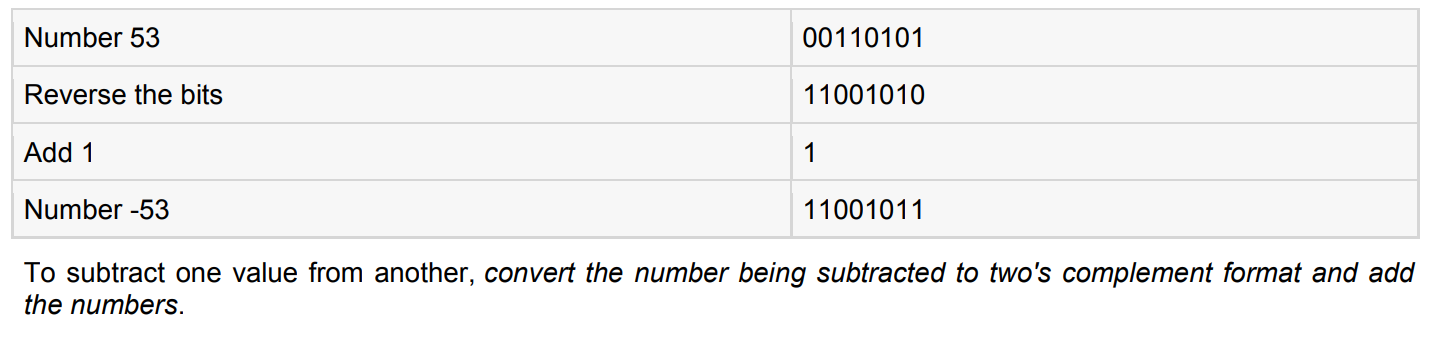 Number 53 00110101
Reverse the bits 11001010
Add 1 1
Number -53 11001011
To subtract one value from another, convert the number being subtracted to two's complement format and add
the numbers.